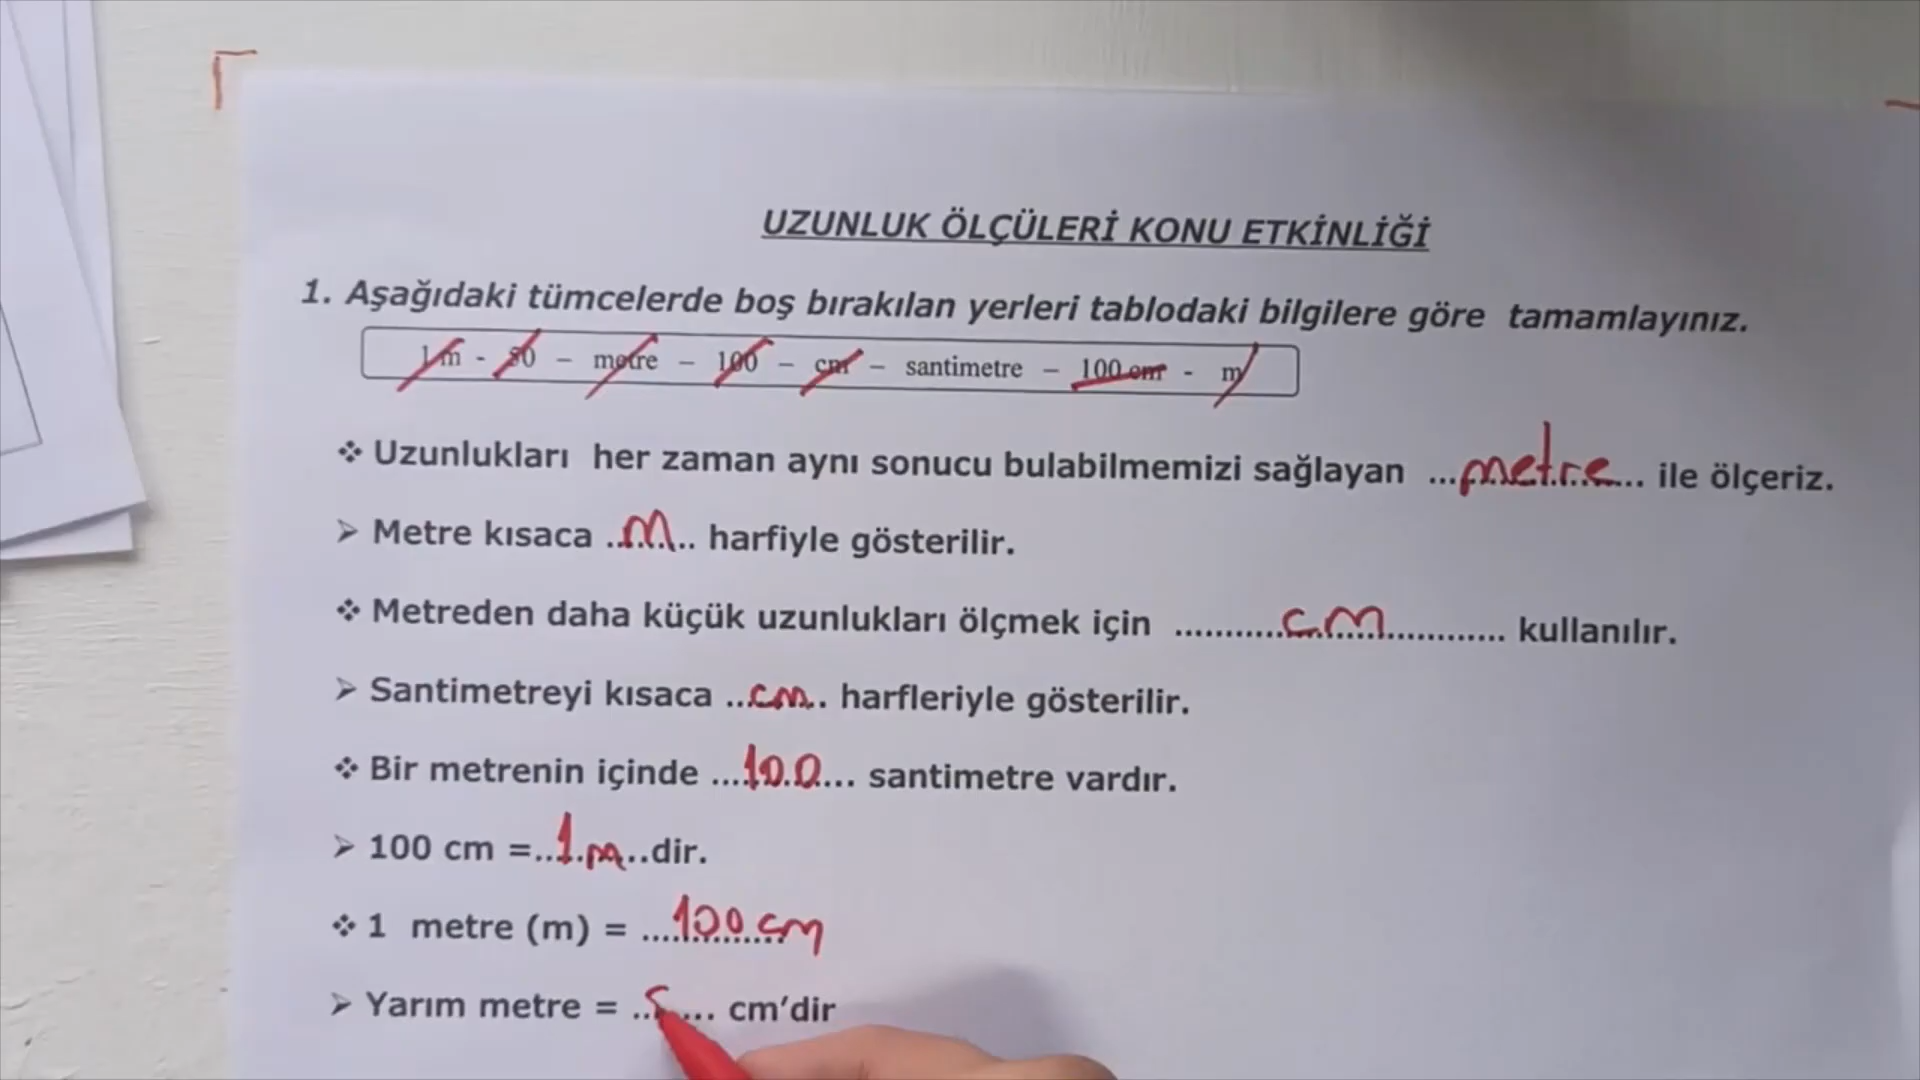 UZUNLUK ÖLÇÜLERİ KONU ETKİNLİĞİ
1. Aşağıdaki tümcelerde boş bırakılan yerleri tablodaki bilgilere göre tamamlayınız.
1 m - 50 – metre – 100 – cm – santimetre – 100 cm - m
❖ Uzunlukları her zaman aynı sonucu bulabilmemizi sağlayan ...metre... ile ölçeriz.
➢ Metre kısaca ..m.. harfiyle gösterilir.
❖ Metreden daha küçük uzunlukları ölçmek için ...........cm........... kullanılır.
➢ Santimetreyi kısaca ...cm.. harfleriyle gösterilir.
❖ Bir metrenin içinde ...100... santimetre vardır.
➢ 100 cm =...1m...dir.
❖ 1 metre (m) = ...100 cm
➢ Yarım metre = ..5... cm’dir